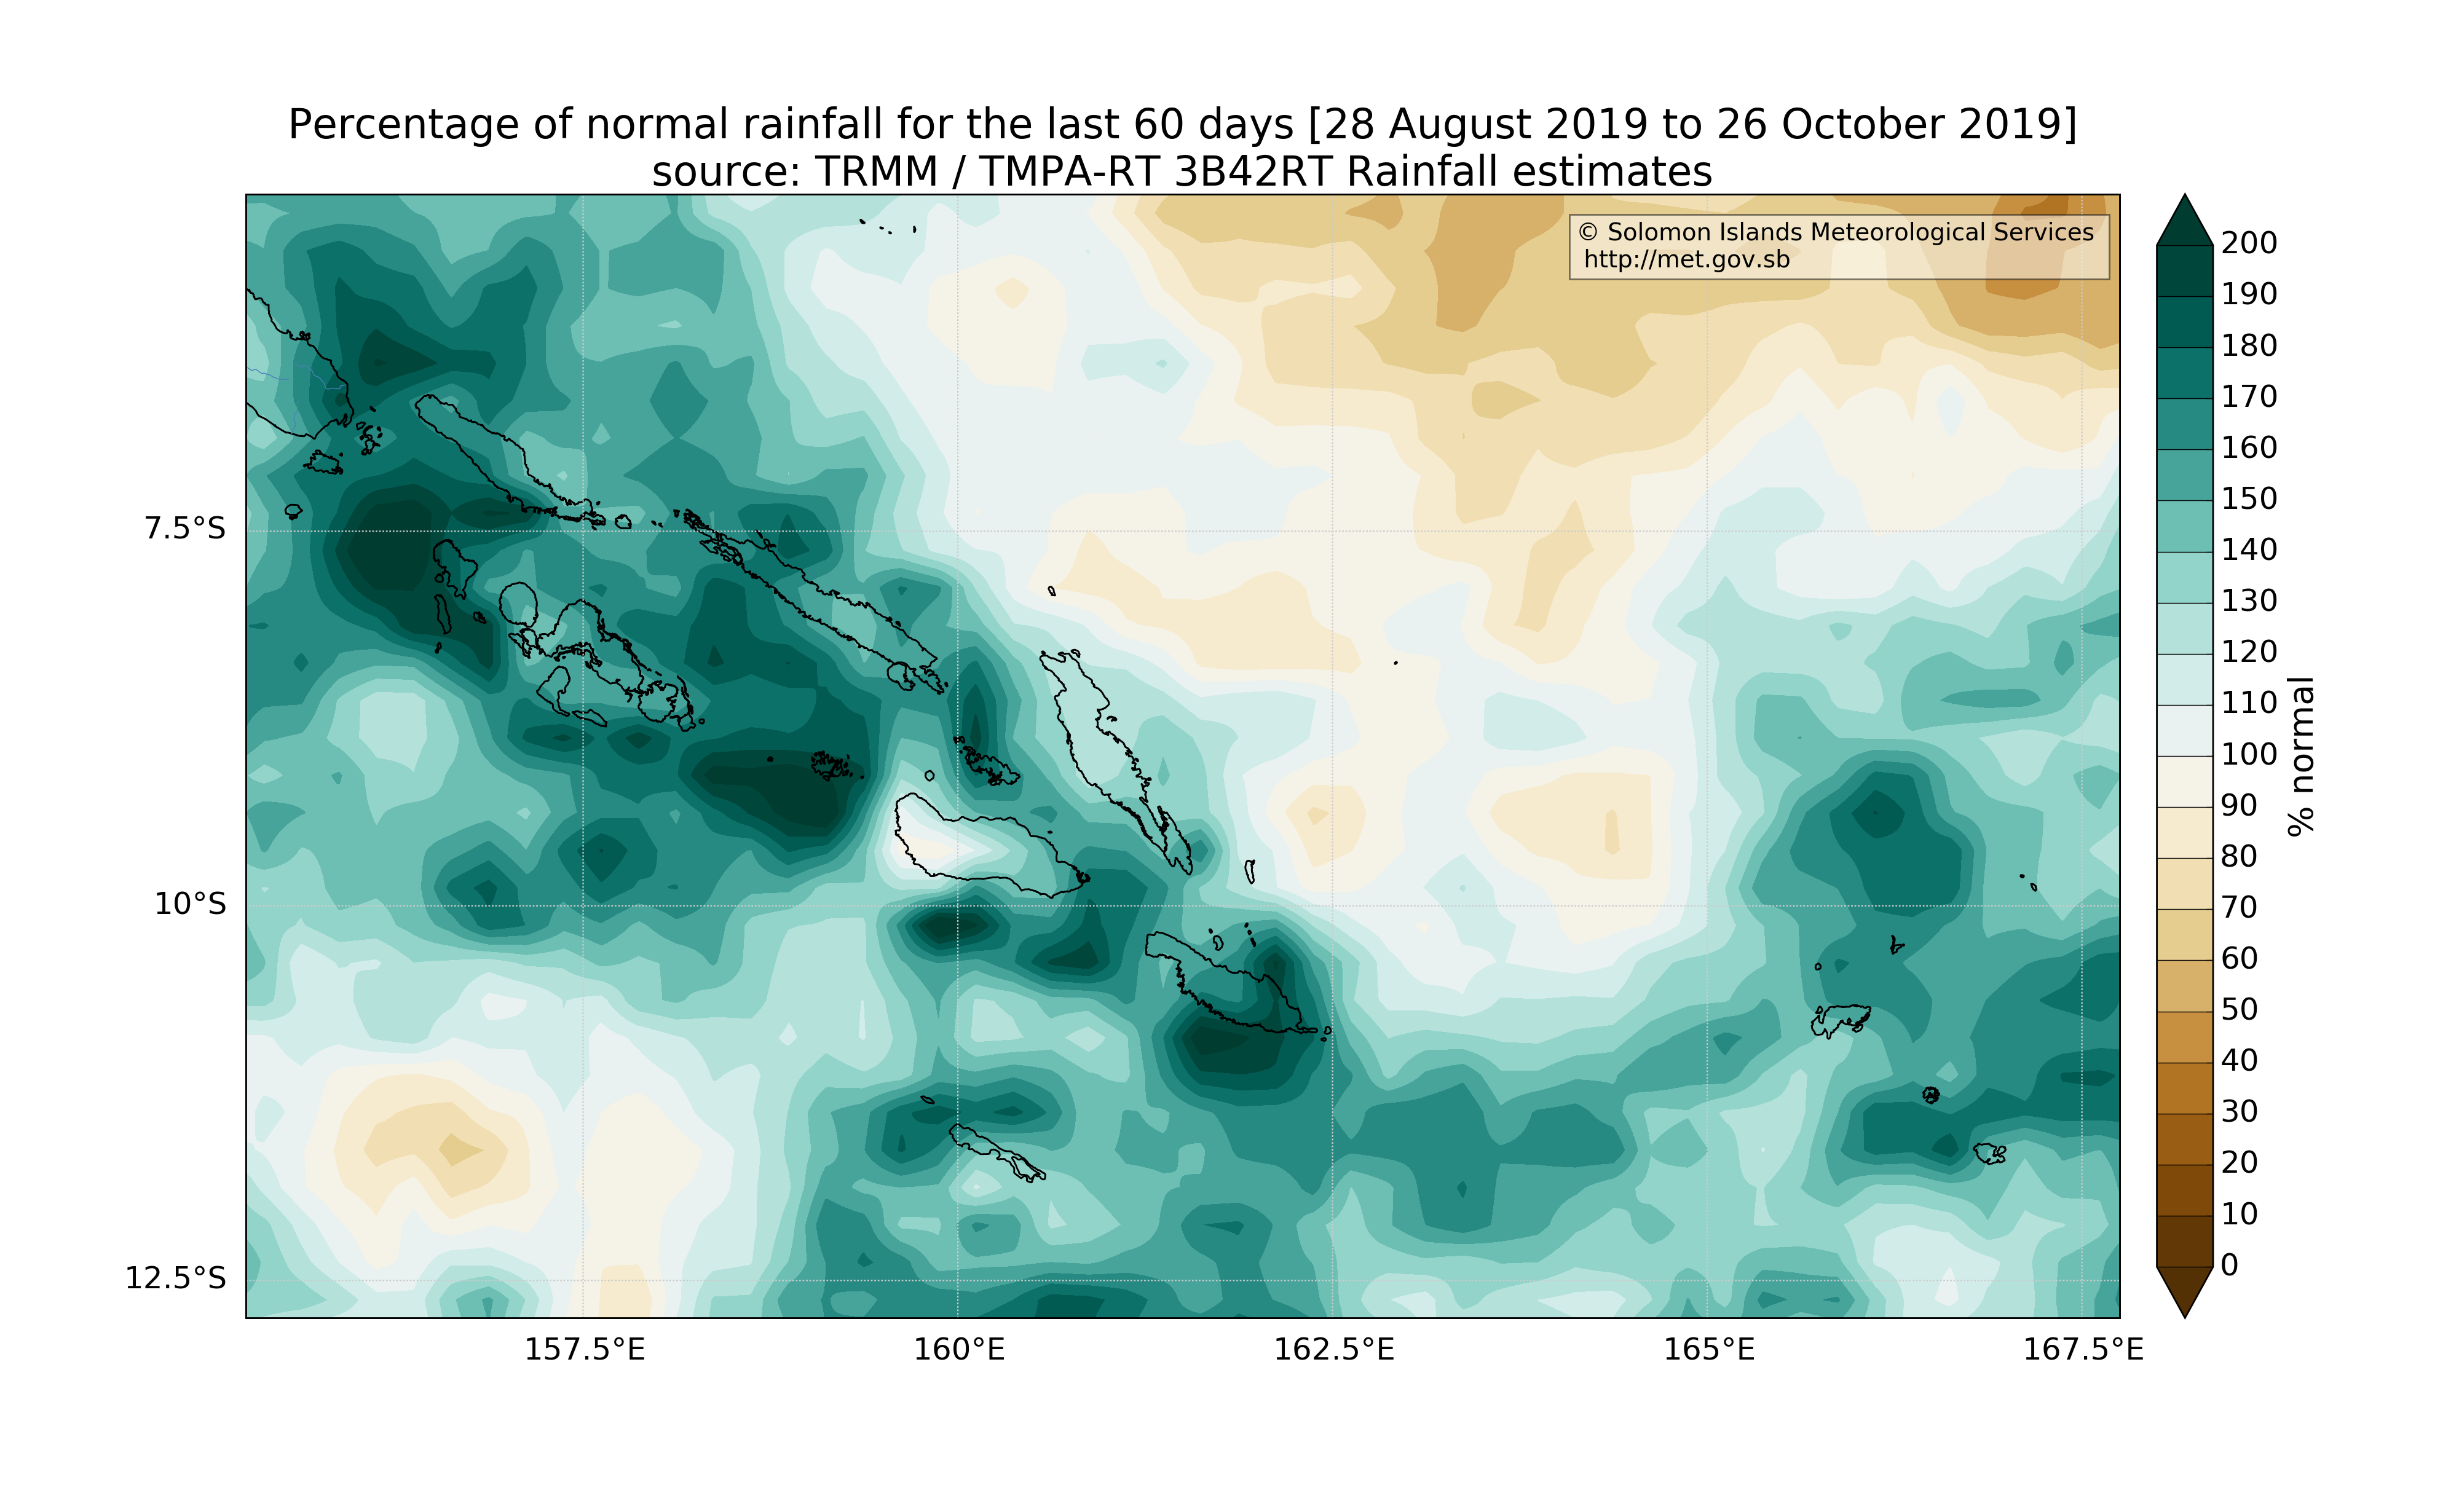 Percentage of normal rainfall for the last 60 days [28 August 2019 to 26 October 2019]
source: TRMM / TMPA-RT 3B42RT Rainfall estimates
© Solomon Islands Meteorological Services
http://met.gov.sb
7.5°S
10°S
12.5°S
157.5°E
160°E
162.5°E
165°E
167.5°E
200
190
180
170
160
150
140
130
120
110
100
90
80
70
60
50
40
30
20
10
0
% normal